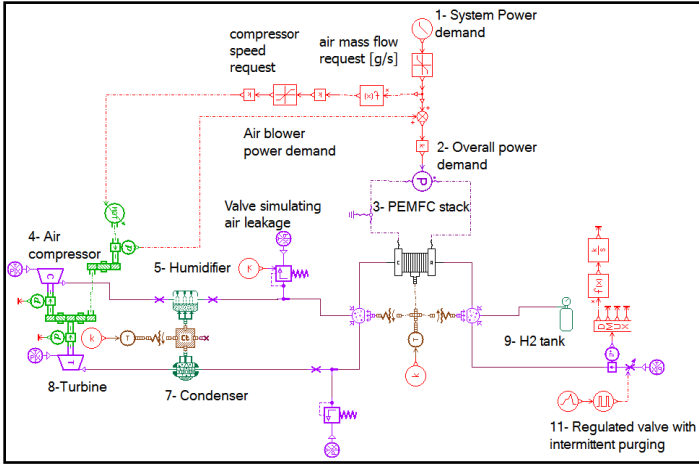 1- System Power
demand
compressor
speed
request
air mass flow
request [g/s]
k
k
f(x)
Air blower
power demand
k
2- Overall power
demand
P
3- PEMFC stack
Valve simulating
air leakage
4- Air
compressor
5- Humidifier
K
C
P
P
k
T
Ct
T
k
8-Turbine
7- Condenser
9- H2 tank
k
s
f(x)
D
M
U
X
11- Regulated valve with
intermittent purging